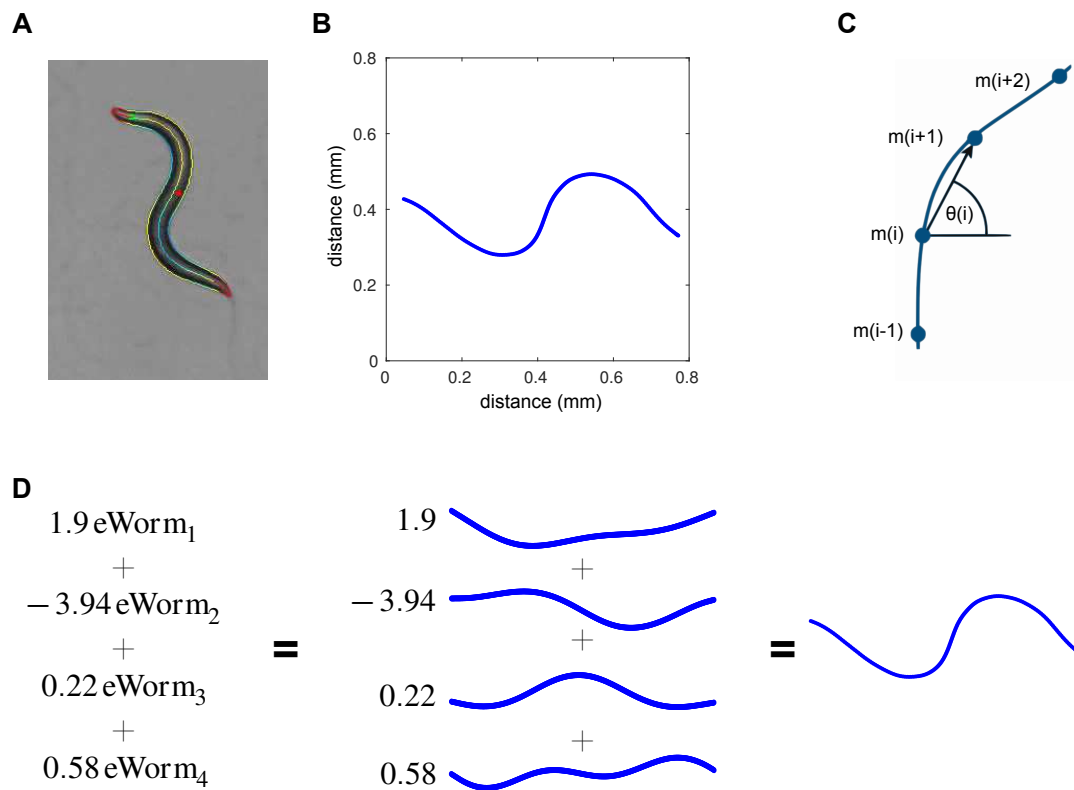 A
B
C
0.8
0.6
0.4
0.2
0
distance (mm)
0
0.2
0.4
0.6
0.8
distance (mm)
m(i+2)
m(i+1)
θ(i)
m(i)
m(i-1)
D
1.9 eWorm₁
+
− 3.94 eWorm₂
+
0.22 eWorm₃
+
0.58 eWorm₄
=
1.9
+
− 3.94
+
0.22
+
0.58
=